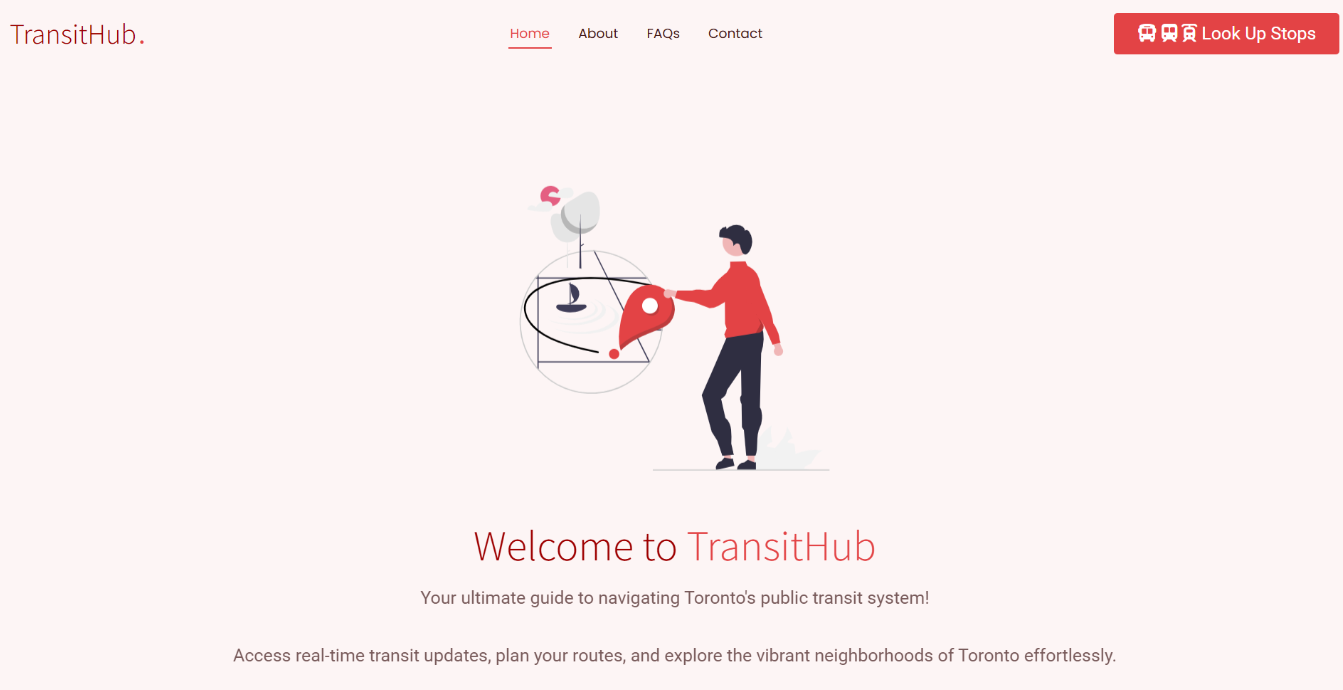 TransitHub.
Home About FAQs Contact
Look Up Stops
Welcome to TransitHub
Your ultimate guide to navigating Toronto's public transit system!
Access real-time transit updates, plan your routes, and explore the vibrant neighborhoods of Toronto effortlessly.